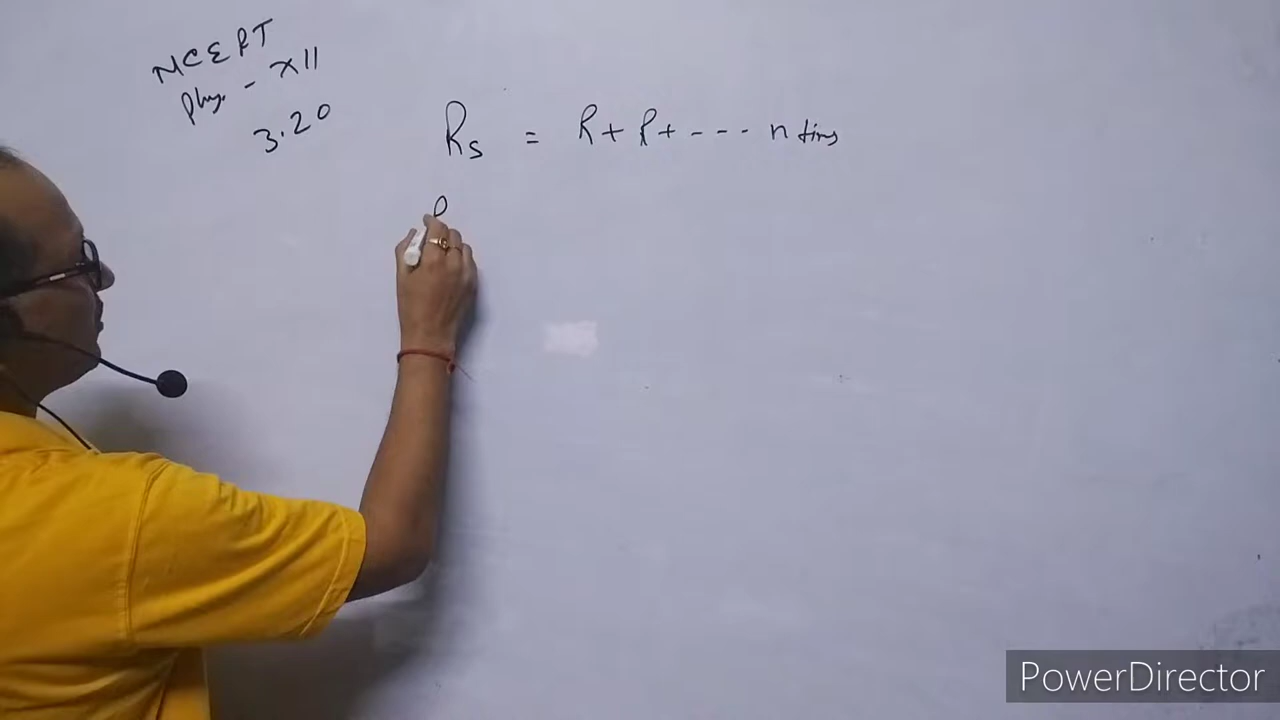 NCERT
Phy. - XII
3.20
Rs = R + R + ---- n times
R
PowerDirector